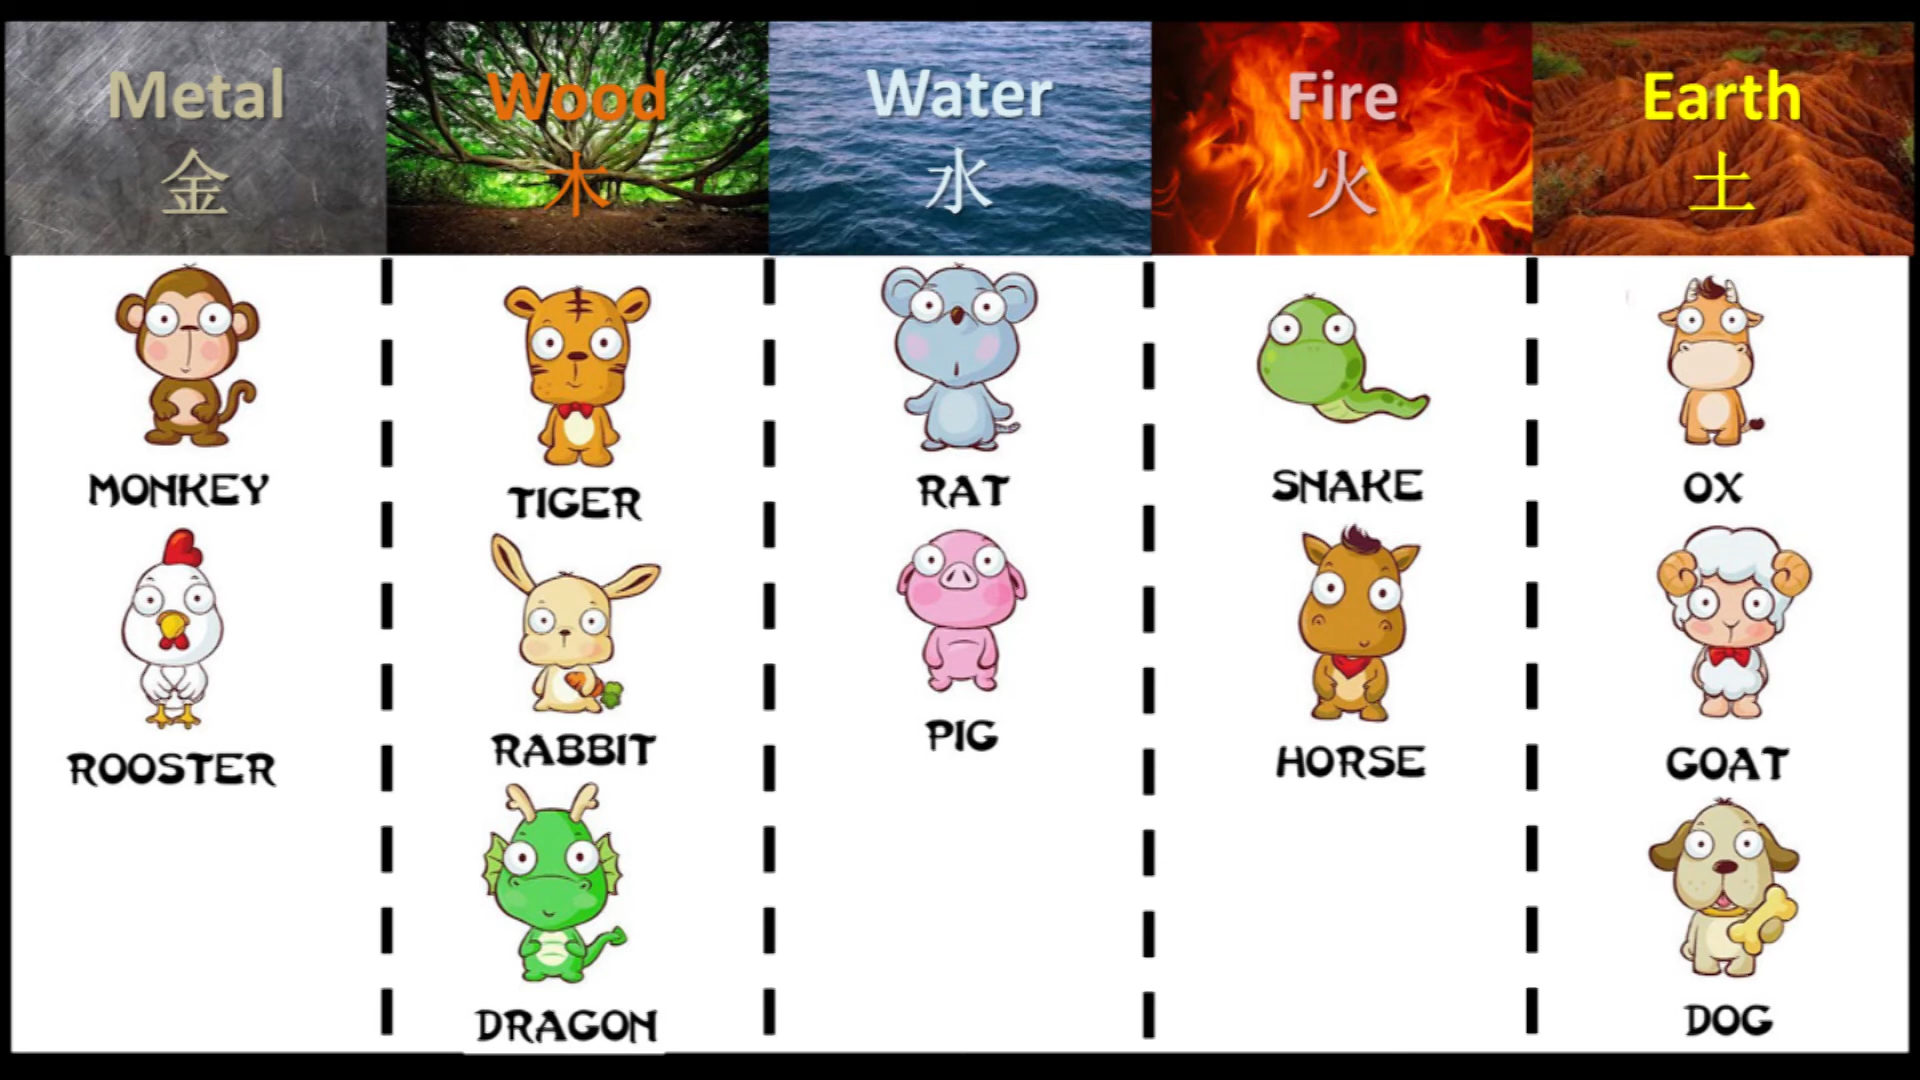 Metal
金
Wood
木
Water
水
Fire
火
Earth
土
MONKEY
ROOSTER
TIGER
RABBIT
DRAGON
RAT
PIG
SNAKE
HORSE
OX
GOAT
DOG